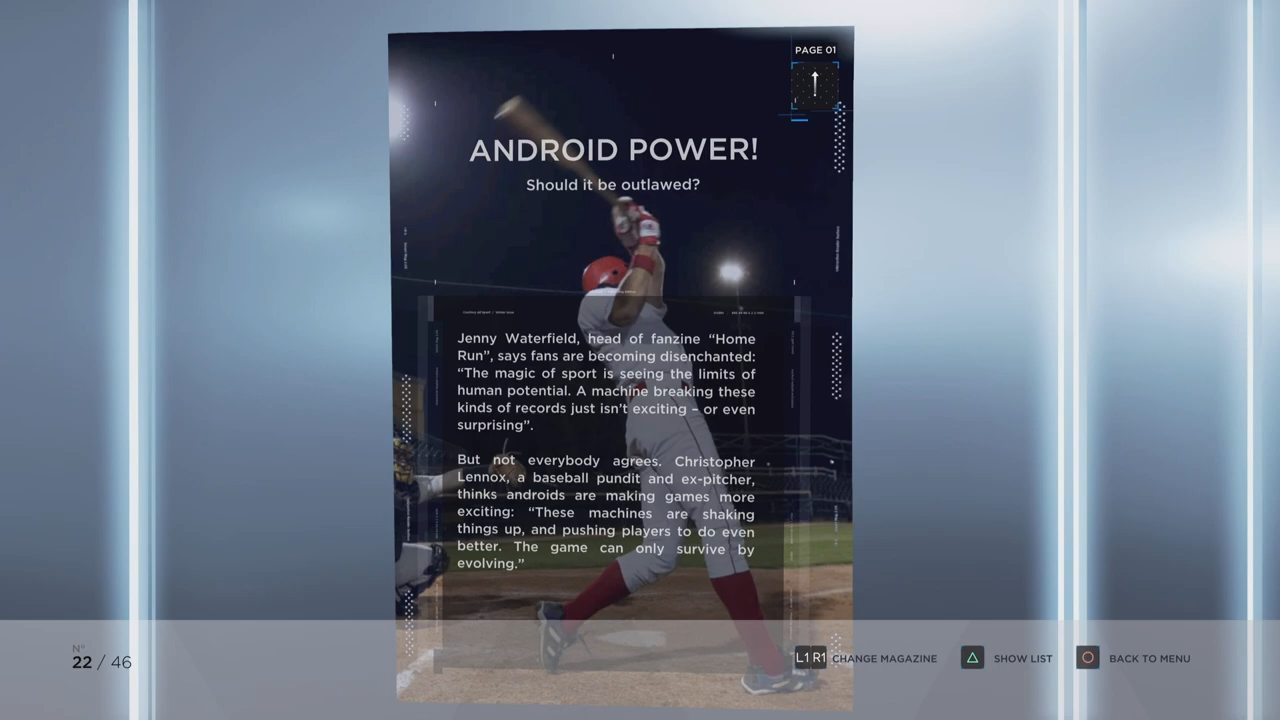 PAGE 01
ANDROID POWER!
Should it be outlawed?
Jenny Waterfield, head of fanzine “Home
Run”, says fans are becoming disenchanted:
“The magic of sport is seeing the limits of
human potential. A machine breaking these
kinds of records just isn’t exciting – or even
surprising”.
But not everybody agrees. Christopher
Lennox, a baseball pundit and ex-pitcher,
thinks androids are making games more
exciting: “These machines are shaking
things up, and pushing players to do even
better. The game can only survive by
evolving.”
N°
22 / 46
L1 R1 CHANGE MAGAZINE
SHOW LIST
BACK TO MENU